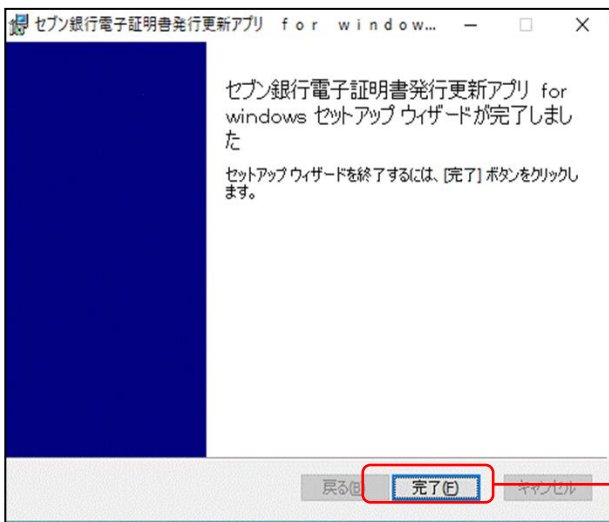 セブン銀行電子証明書発行更新アプリ for window...
セブン銀行電子証明書発行更新アプリ for
windows セットアップ ウィザードが完了しまし
た
セットアップ ウィザードを終了するには、[完了] ボタンをクリックし
ます。
戻る(B) 完了(F) キャンセル